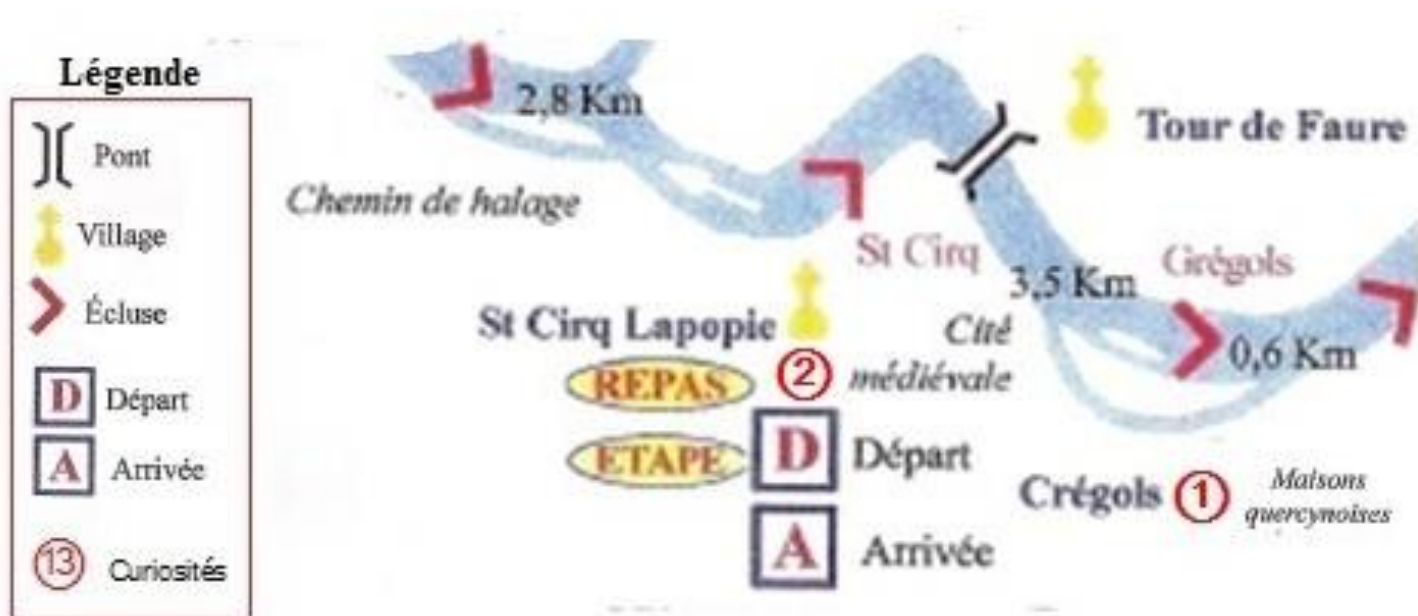 Légende
Pont
Village
Écluse
D Départ
A Arrivée
13 Curiosités
2,8 Km
Chemin de halage
Tour de Faure
St Cirq
3,5 Km
Grégols
0,6 Km
St Cirq Lapopie
Cité
médiévale
2
REPAS
ETAPE
D Départ
A Arrivée
Crégols 1
Maisons
quercynoises